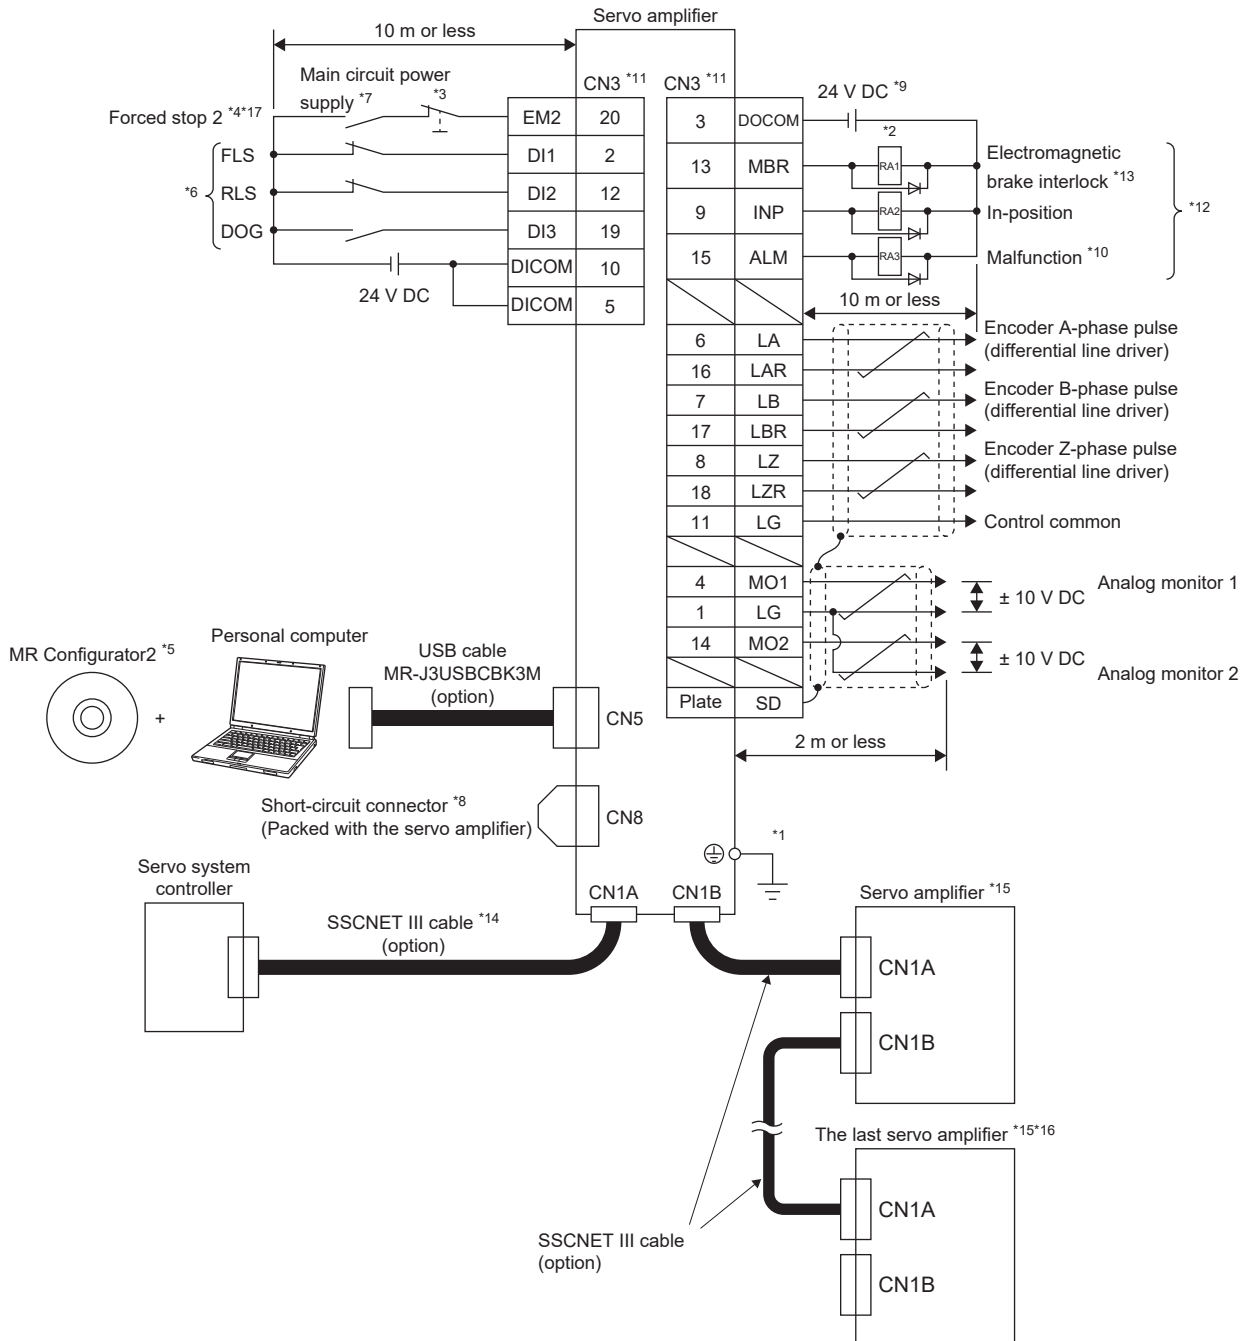 Servo amplifier
10 m or less
Main circuit power
supply *7
*3
CN3 *11
CN3 *11
24 V DC *9
Forced stop 2 *4*17
EM2 20
3 DOCOM
*2
*6
FLS
DI1 2
13 MBR
RA1
Electromagnetic
brake interlock *13
RLS
DI2 12
9 INP
RA2
In-position
*12
DOG
DI3 19
15 ALM
RA3
Malfunction *10
DICOM 10
24 V DC
DICOM 5
10 m or less
6 LA
Encoder A-phase pulse
(differential line driver)
16 LAR
7 LB
Encoder B-phase pulse
(differential line driver)
17 LBR
8 LZ
Encoder Z-phase pulse
(differential line driver)
18 LZR
11 LG
Control common
4 MO1
± 10 V DC
Analog monitor 1
1 LG
14 MO2
± 10 V DC
Analog monitor 2
Plate SD
2 m or less
MR Configurator2 *5
+
Personal computer
USB cable
MR-J3USBCBK3M
(option)
CN5
Short-circuit connector *8
(Packed with the servo amplifier)
CN8
*1
Servo system
controller
CN1A
CN1B
SSCNET III cable *14
(option)
Servo amplifier *15
CN1A
CN1B
The last servo amplifier *15*16
CN1A
CN1B
SSCNET III cable
(option)